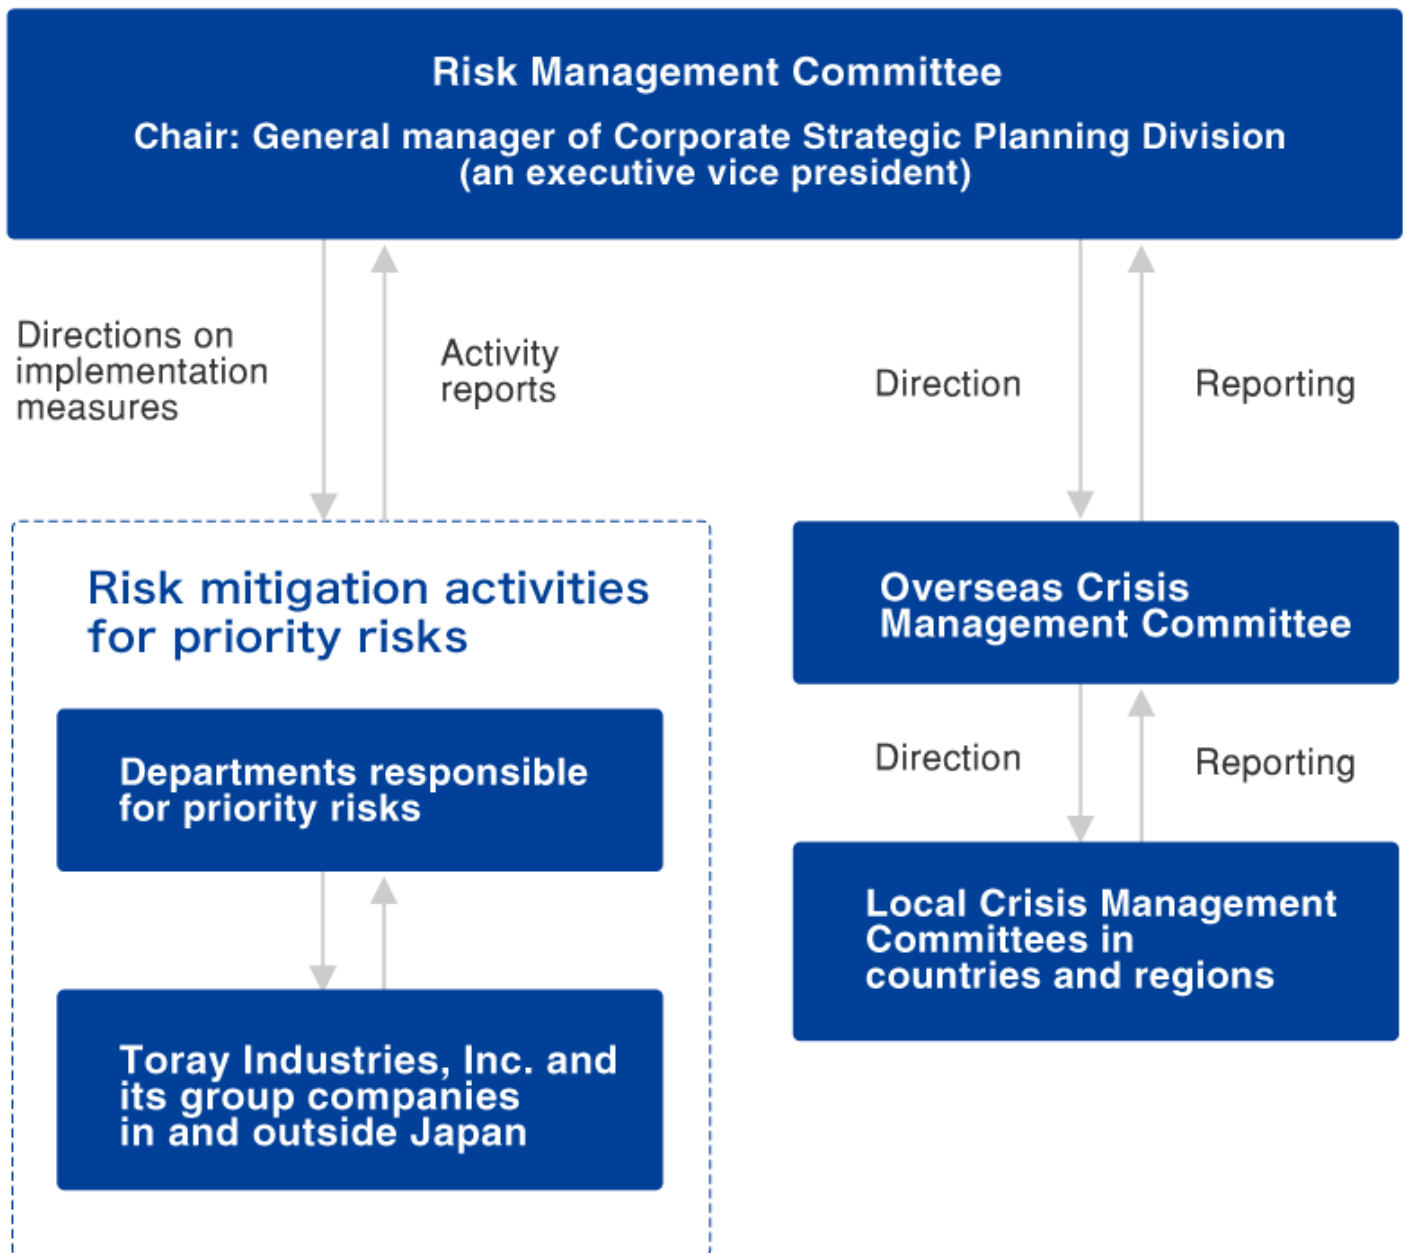 Risk Management Committee
Chair: General manager of Corporate Strategic Planning Division
(an executive vice president)
Directions on
implementation
measures
Activity
reports
Direction
Reporting
Risk mitigation activities
for priority risks
Departments responsible
for priority risks
Toray Industries, Inc. and
its group companies
in and outside Japan
Overseas Crisis
Management Committee
Direction
Reporting
Local Crisis Management
Committees in
countries and regions